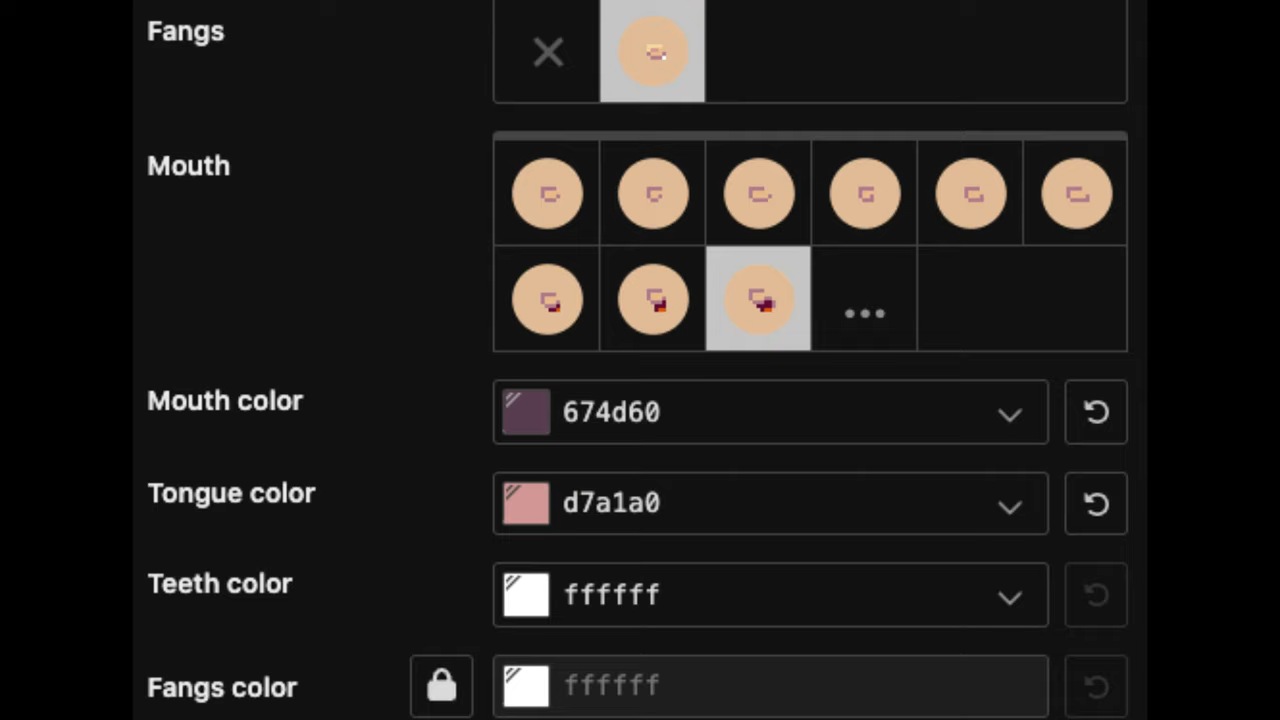 Fangs
Mouth
Mouth color
674d60
Tongue color
d7a1a0
Teeth color
ffffff
Fangs color
ffffff